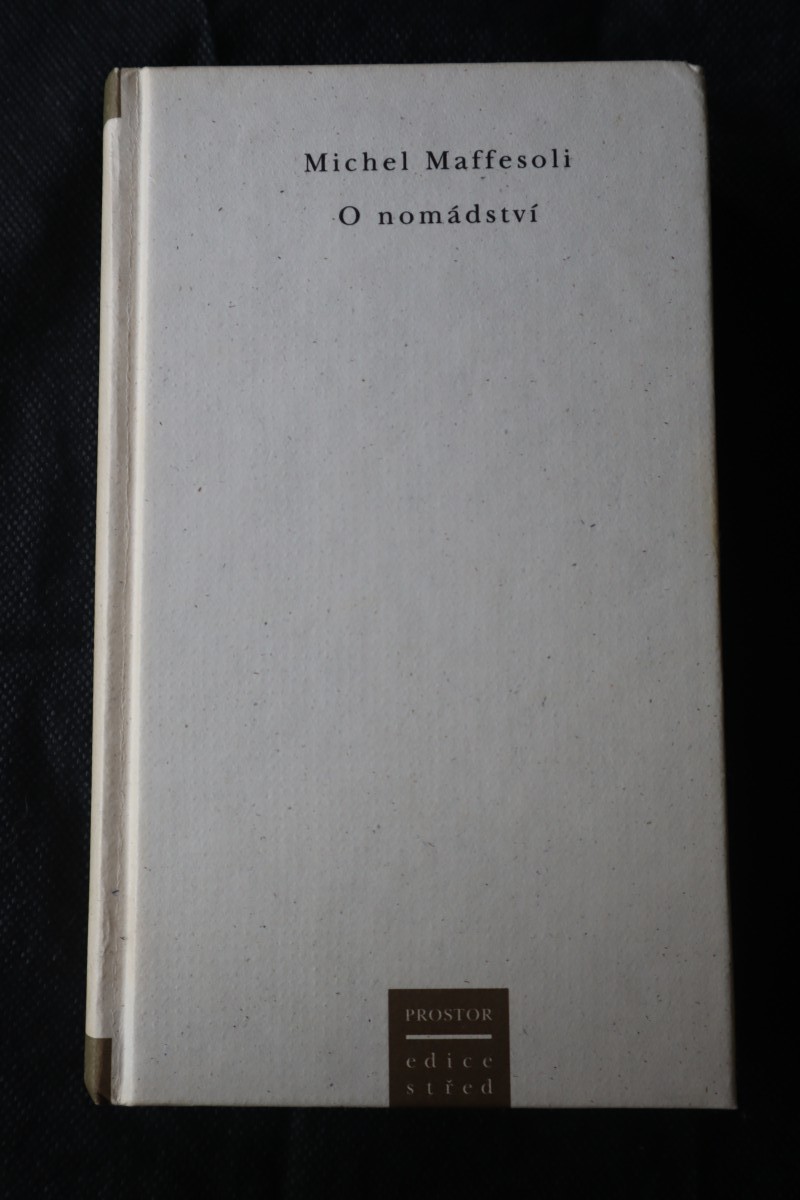 Michel Maffesoli
O nomádství
PROSTOR
edice
střed